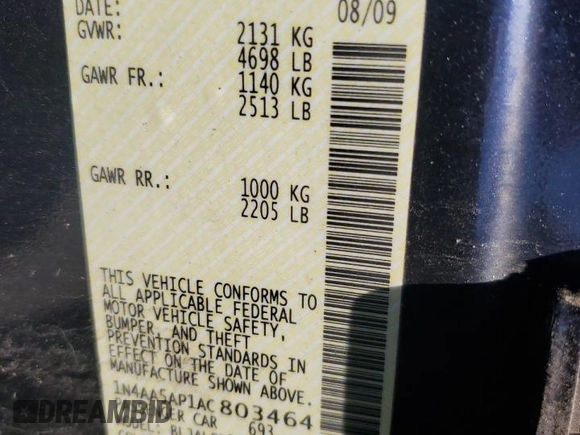 DATE: 08/09
GVWR: 2131 KG
4698 LB
GAWR FR.: 1140 KG
2513 LB
GAWR RR.: 1000 KG
2205 LB
THIS VEHICLE CONFORMS TO
ALL APPLICABLE FEDERAL
MOTOR VEHICLE SAFETY,
BUMPER, AND THEFT
PREVENTION STANDARDS IN
EFFECT ON THE DATE OF
MANUFACTURE SHOWN ABOVE.
1N4AA5AP1AC803464
CAR 693
DREAMBID